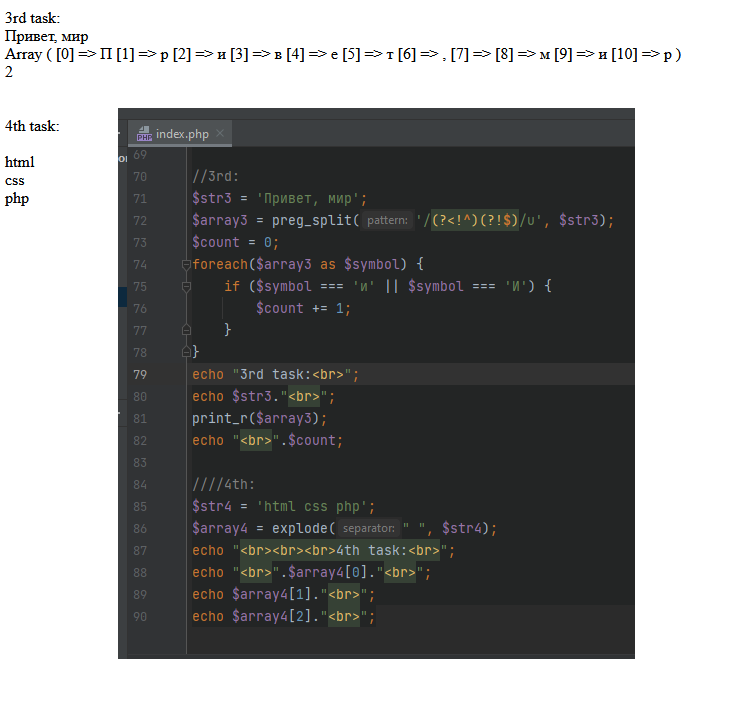 3rd task:
Привет, мир
Array ( [0] => П [1] => р [2] => и [3] => в [4] => е [5] => т [6] => , [7] => [8] => м [9] => и [10] => р )
2
4th task:
html
css
php
index.php
69
70 //3rd:
71 $str3 = 'Привет, мир';
72 $array3 = preg_split( pattern: '/(?<!^)(?!$)/u', $str3);
73 $count = 0;
74 foreach($array3 as $symbol) {
75 if ($symbol === 'и' || $symbol === 'И') {
76 $count += 1;
77 }
78 }
79 echo "3rd task:<br>";
80 echo $str3."<br>";
81 print_r($array3);
82 echo "<br>".$count;
83
84 ////4th:
85 $str4 = 'html css php';
86 $array4 = explode( separator: " ", $str4);
87 echo "<br><br><br>4th task:<br>";
88 echo "<br>".$array4[0]."<br>";
89 echo $array4[1]."<br>";
90 echo $array4[2]."<br>";